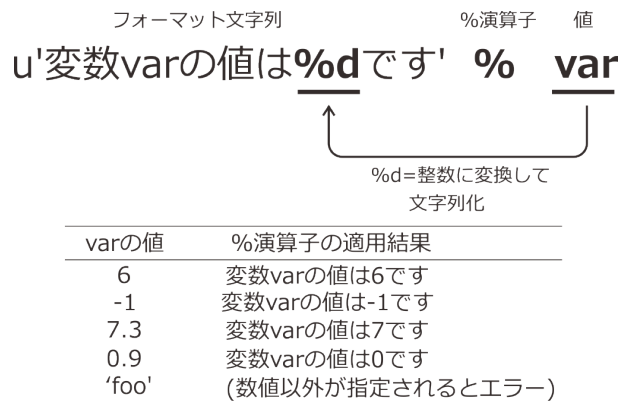 フォーマット文字列 %演算子 値
u'変数varの値は%dです' % var
%d=整数に変換して
文字列化
varの値 %演算子の適用結果
6 変数varの値は6です
-1 変数varの値は-1です
7.3 変数varの値は7です
0.9 変数varの値は0です
‘foo' (数値以外が指定されるとエラー)